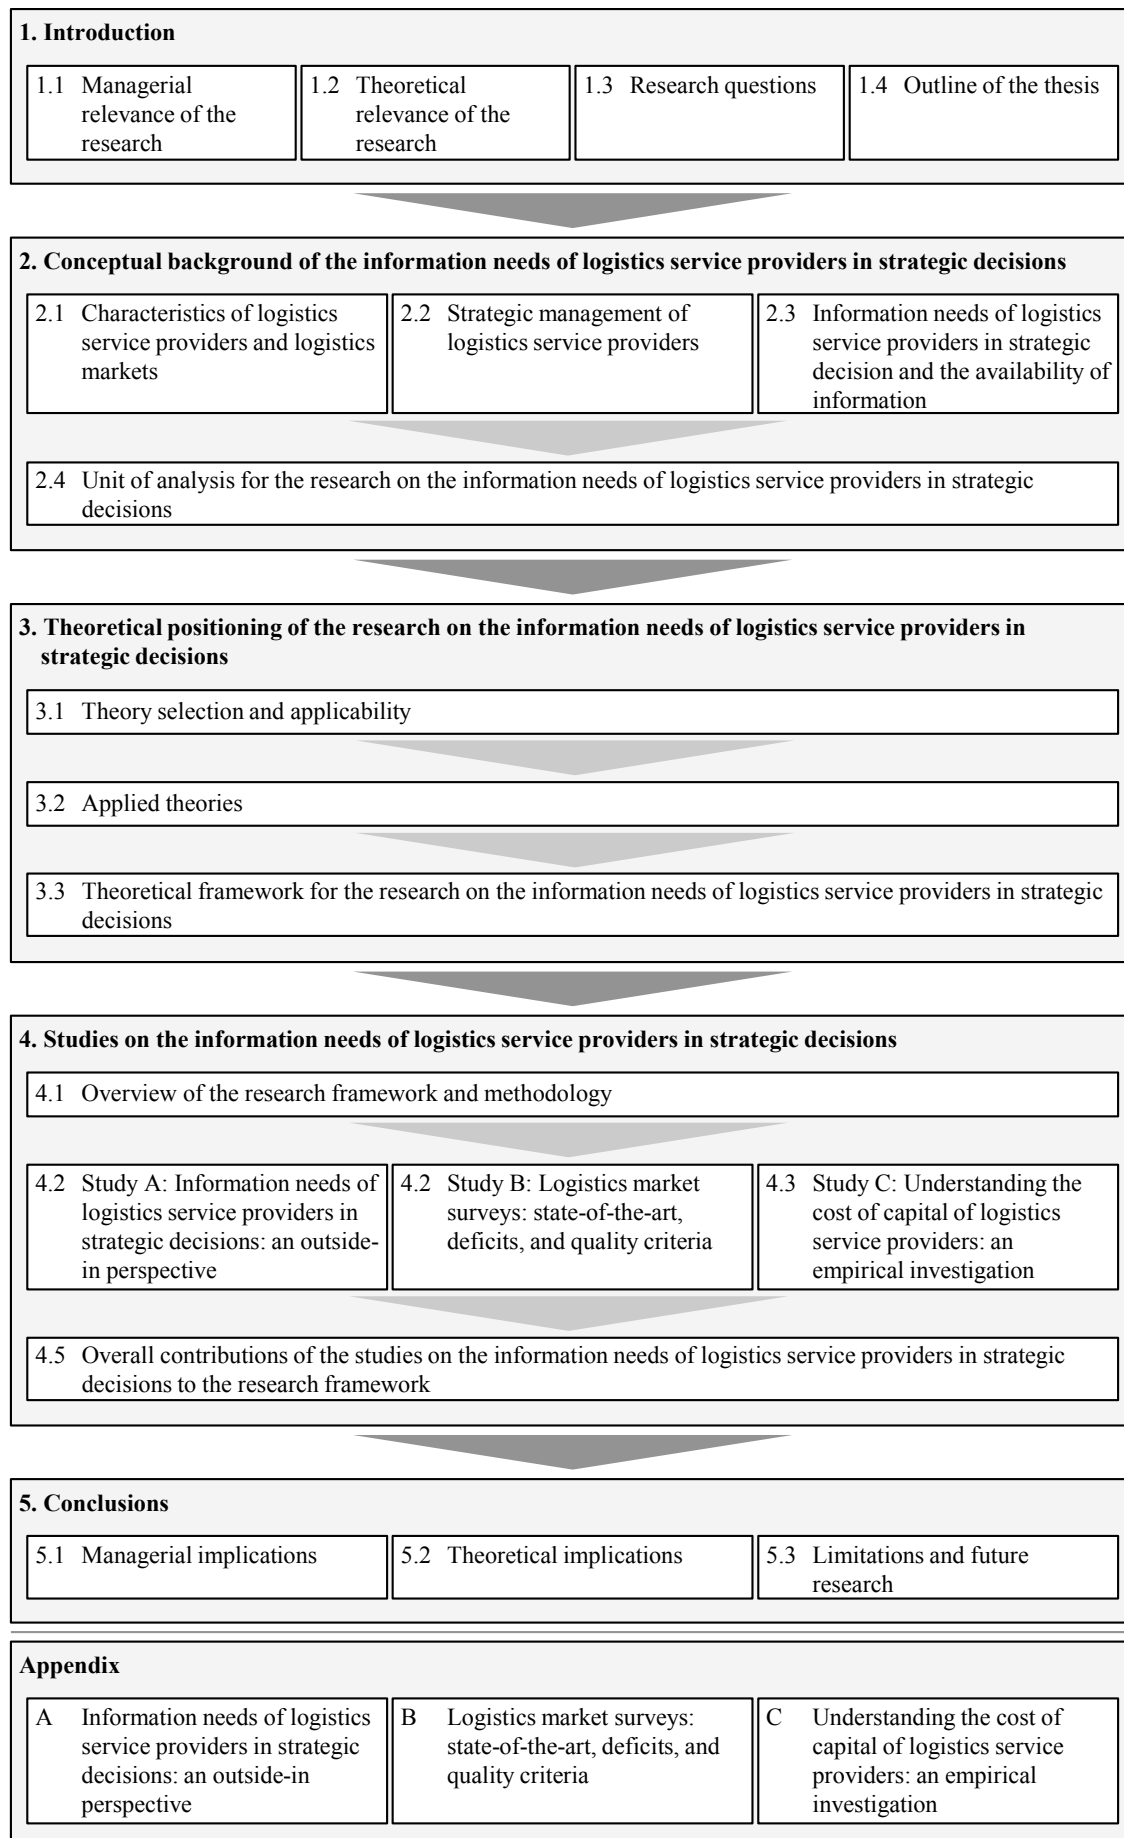 1. Introduction
1.1 Managerial
relevance of the
research
1.2 Theoretical
relevance of the
research
1.3 Research questions
1.4 Outline of the thesis
2. Conceptual background of the information needs of logistics service providers in strategic decisions
2.1 Characteristics of logistics
service providers and logistics
markets
2.2 Strategic management of
logistics service providers
2.3 Information needs of logistics
service providers in strategic
decision and the availability of
information
2.4 Unit of analysis for the research on the information needs of logistics service providers in strategic
decisions
3. Theoretical positioning of the research on the information needs of logistics service providers in
strategic decisions
3.1 Theory selection and applicability
3.2 Applied theories
3.3 Theoretical framework for the research on the information needs of logistics service providers in strategic
decisions
4. Studies on the information needs of logistics service providers in strategic decisions
4.1 Overview of the research framework and methodology
4.2 Study A: Information needs of
logistics service providers in
strategic decisions: an outside-
in perspective
4.2 Study B: Logistics market
surveys: state-of-the-art,
deficits, and quality criteria
4.3 Study C: Understanding the
cost of capital of logistics
service providers: an
empirical investigation
4.5 Overall contributions of the studies on the information needs of logistics service providers in strategic
decisions to the research framework
5. Conclusions
5.1 Managerial implications
5.2 Theoretical implications
5.3 Limitations and future
research
Appendix
A Information needs of logistics
service providers in strategic
decisions: an outside-in
perspective
B Logistics market surveys:
state-of-the-art, deficits, and
quality criteria
C Understanding the cost of
capital of logistics service
providers: an empirical
investigation